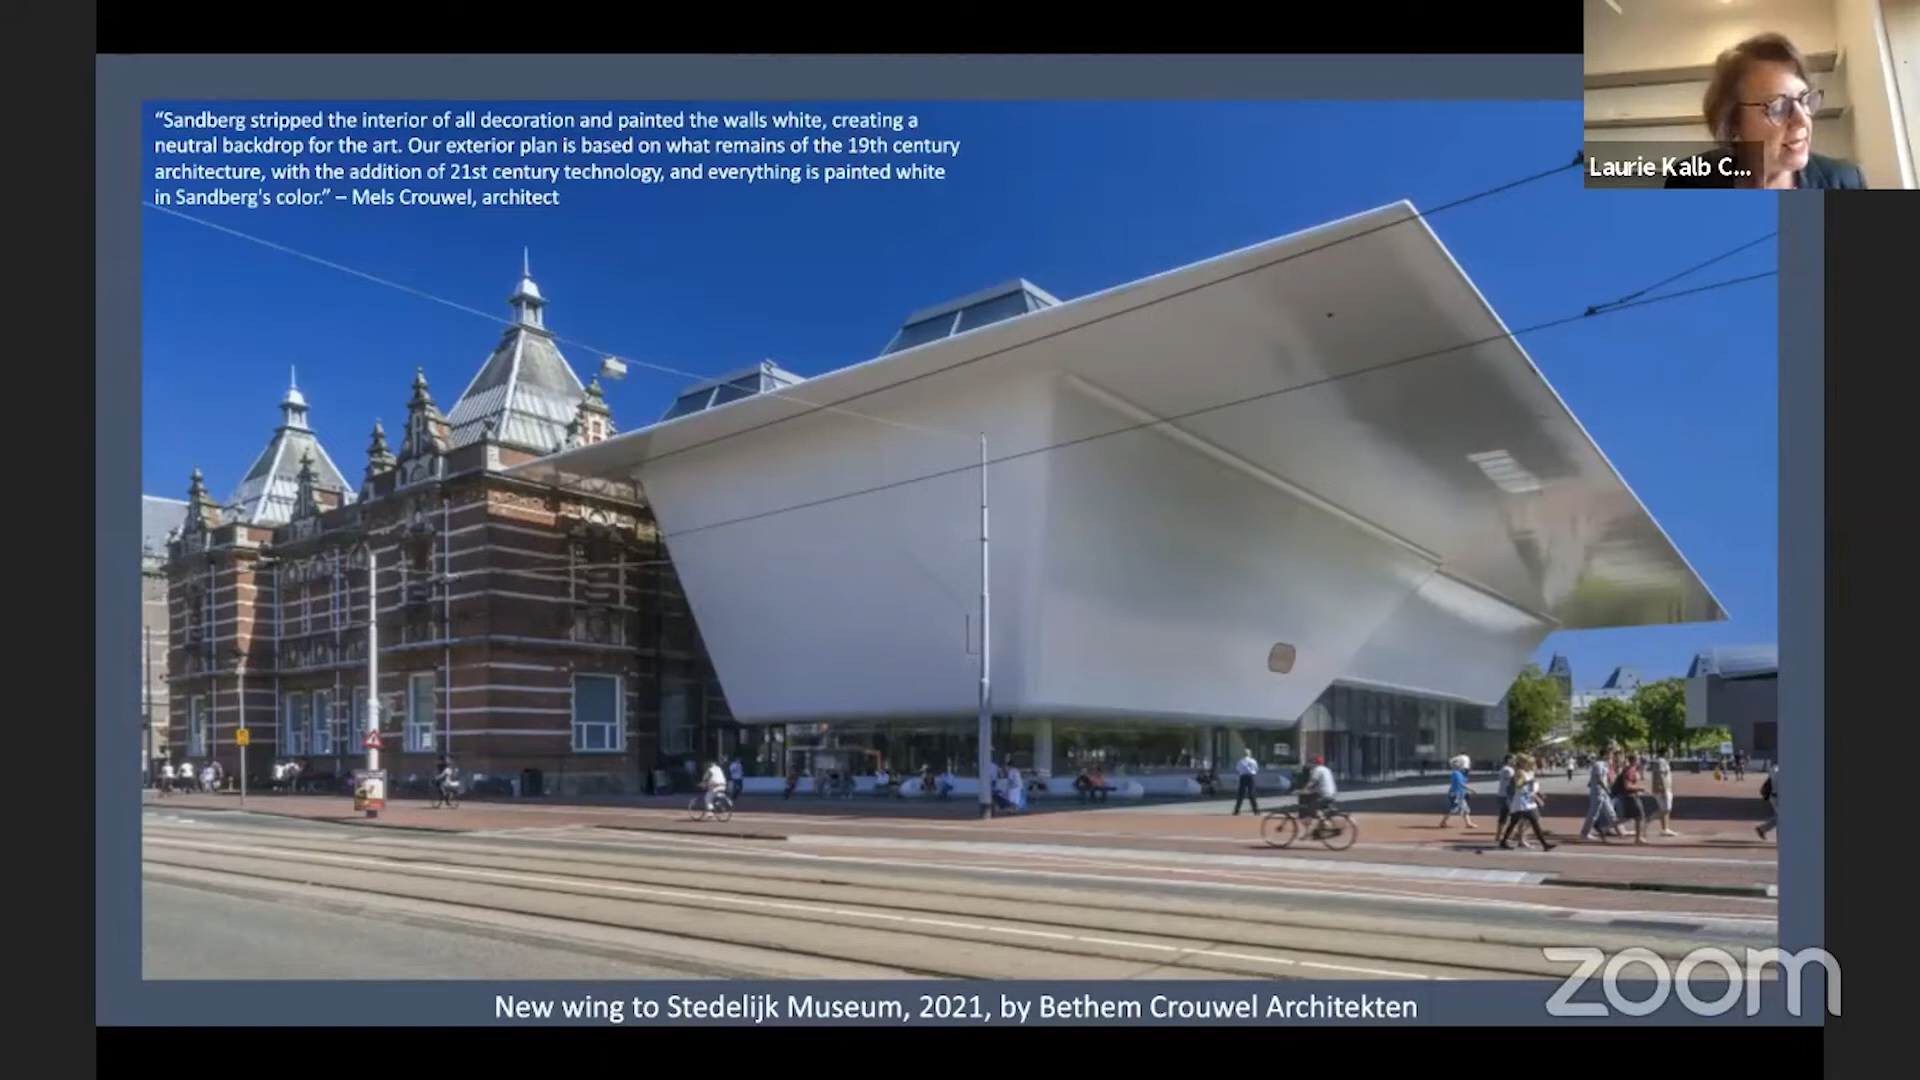 “Sandberg stripped the interior of all decoration and painted the walls white, creating a
neutral backdrop for the art. Our exterior plan is based on what remains of the 19th century
architecture, with the addition of 21st century technology, and everything is painted white
in Sandberg's color.” – Mels Crouwel, architect
Laurie Kalb C...
New wing to Stedelijk Museum, 2021, by Bethem Crouwel Architekten
zoom